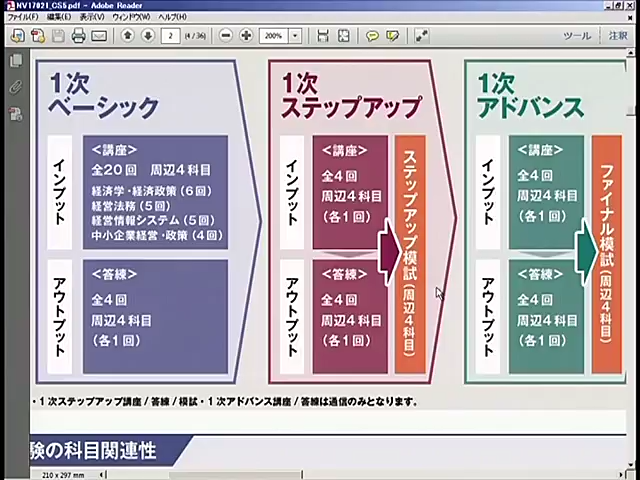 NV17021_CS5.pdf - Adobe Reader
ファイル(F) 編集(E) 表示(V) ウィンドウ(W) ヘルプ(H)
2 (4 / 36) 200% ツール 注釈
1次
ベーシック
インプット
<講座>
全20回 周辺4科目
経済学・経済政策(6回)
経営法務(5回)
経営情報システム(5回)
中小企業経営・政策(4回)
アウトプット
<答練>
全4回
周辺4科目
(各1回)
1次
ステップアップ
インプット
<講座>
全4回
周辺4科目
(各1回)
アウトプット
<答練>
全4回
周辺4科目
(各1回)
ステップアップ模試(周辺4科目)
1次
アドバンス
インプット
<講座>
全4回
周辺4科目
(各1回)
アウトプット
<答練>
全4回
周辺4科目
(各1回)
ファイナル模試(周辺4科目)
・1次ステップアップ講座/答練/模試・1次アドバンス講座/答練は通信のみとなります。
験の科目関連性
210 x 297 mm